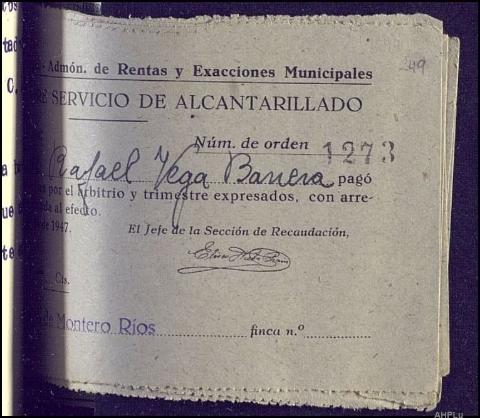 Admón. de Rentas y Exacciones Municipales
249
SERVICIO DE ALCANTARILLADO
Núm. de orden 1273
Rafael Vega Barrera pagó
por el arbitrio y trimestre expresados, con arre-
al efecto.
de 1947.
El Jefe de la Sección de Recaudación,
Cts.
de Montero Ríos finca n.º
AHPLu